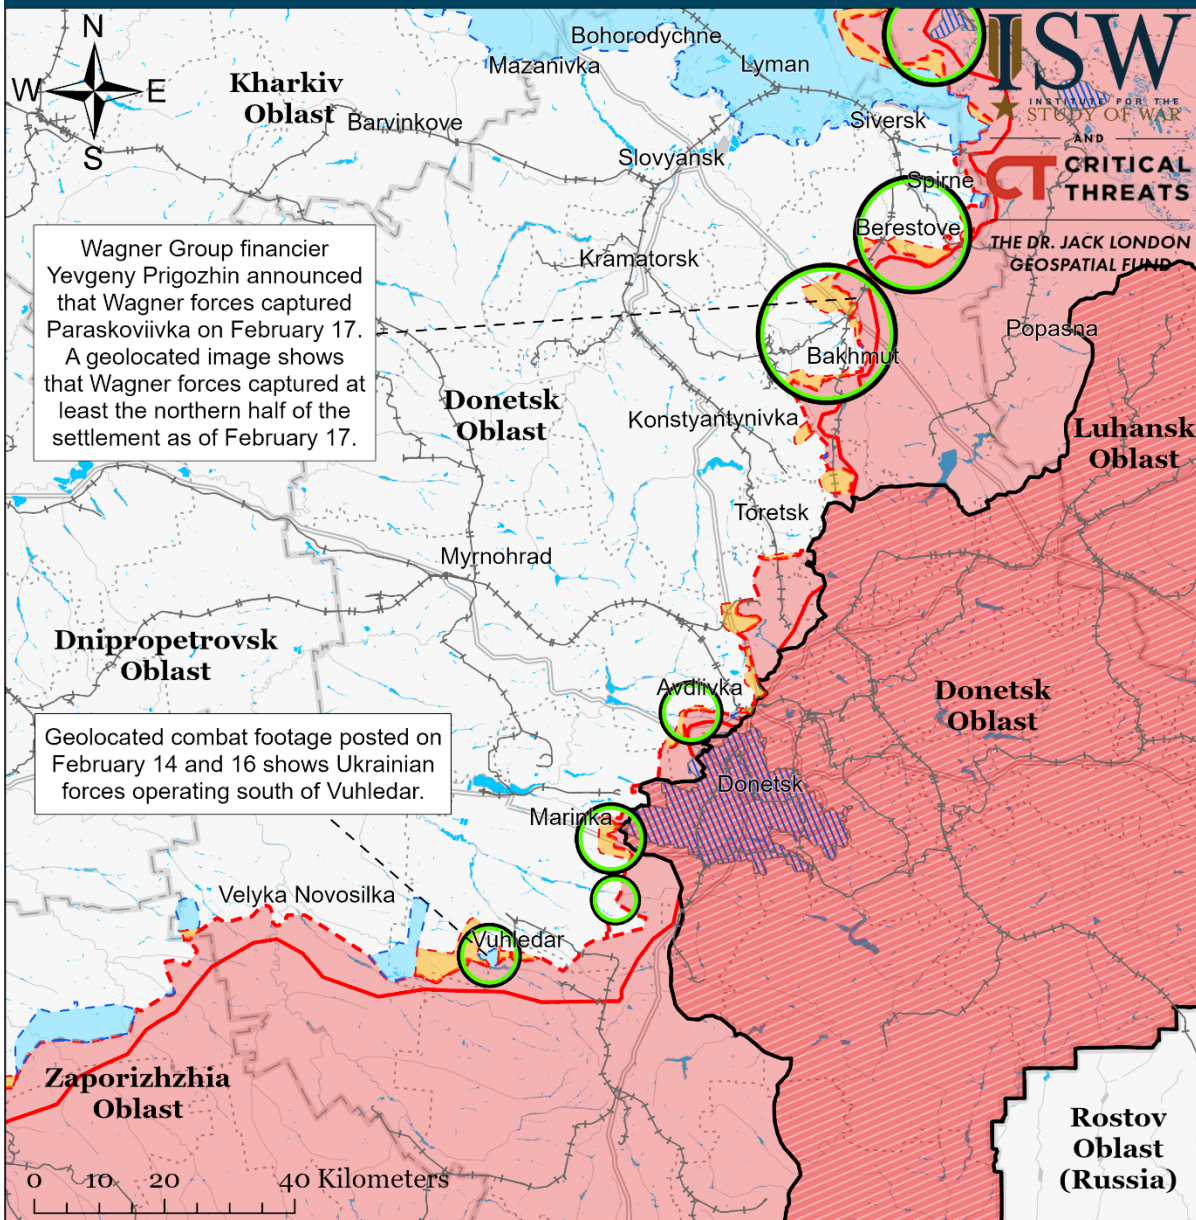 N
W
E
S
ISW
INSTITUTE FOR THE
STUDY OF WAR
AND
CT CRITICAL
THREATS
THE DR. JACK LONDON
GEOSPATIAL FUND
Bohorodychne
Mazanivka
Lyman
Kharkiv
Oblast
Barvinkove
Siversk
Slovyansk
Spirne
Berestove
Wagner Group financier
Yevgeny Prigozhin announced
that Wagner forces captured
Paraskoviivka on February 17.
A geolocated image shows
that Wagner forces captured at
least the northern half of the
settlement as of February 17.
Kramatorsk
Popasna
Bakhmut
Donetsk
Oblast
Konstyantynivka
Luhansk
Oblast
Toretsk
Myrnohrad
Dnipropetrovsk
Oblast
Avdiivka
Donetsk
Oblast
Geolocated combat footage posted on
February 14 and 16 shows Ukrainian
forces operating south of Vuhledar.
Donetsk
Marinka
Velyka Novosilka
Vuhledar
Zaporizhzhia
Oblast
Rostov
Oblast
(Russia)
0 10 20 40 Kilometers